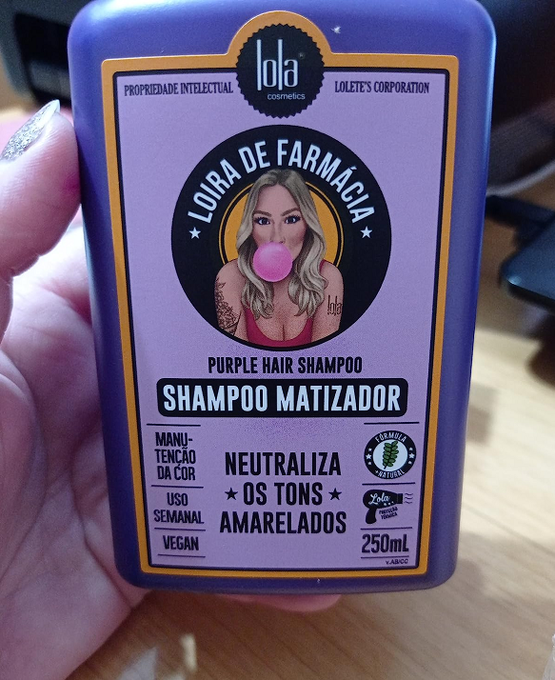 lola
cosmetics
PROPRIEDADE INTELECTUAL
LOLETE'S CORPORATION
LOIRA DE FARMÁCIA
lola
PURPLE HAIR SHAMPOO
SHAMPOO MATIZADOR
MANU-
TENÇÃO
DA COR
USO
SEMANAL
VEGAN
NEUTRALIZA
OS TONS
AMARELADOS
FÓRMULA
NATURAL
Lola
PROTEÇÃO
TÉRMICA
250mL